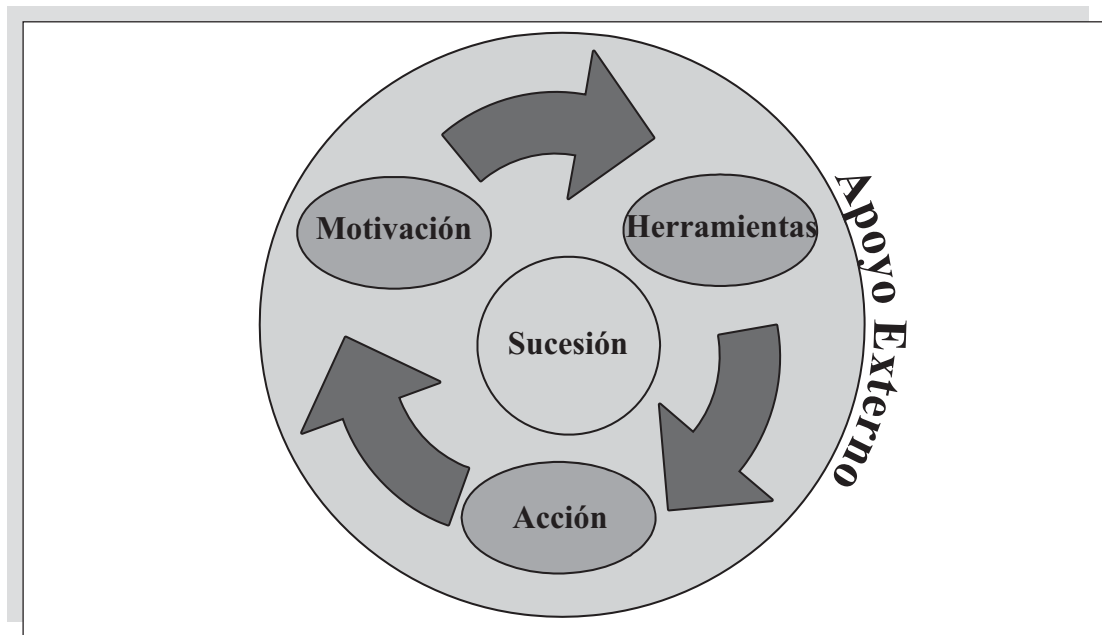 Motivación
Herramientas
Sucesión
Acción
Apoyo Externo